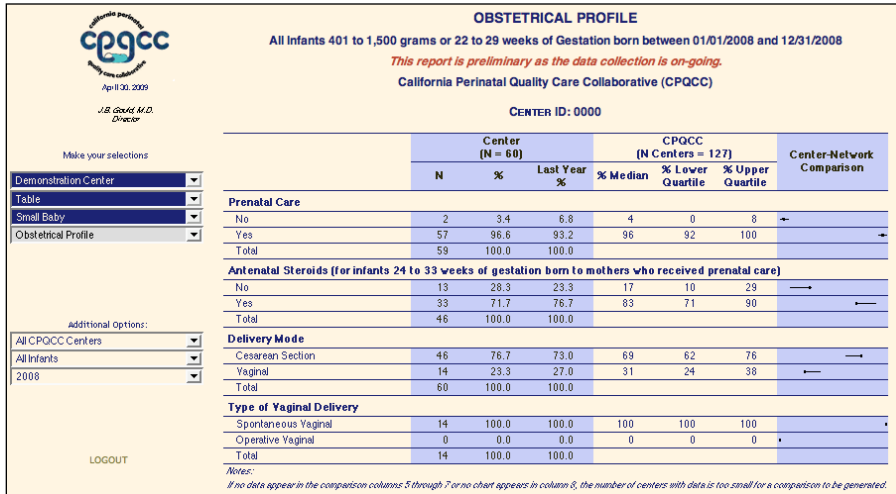 california perinatal
cpqcc
quality care collaborative
April 30, 2009
J.B. Gould, M.D.
Director
Make your selections
Demonstration Center
Table
Small Baby
Obstetrical Profile
Additional Options:
All CPQCC Centers
All Infants
2008
LOGOUT
OBSTETRICAL PROFILE
All Infants 401 to 1,500 grams or 22 to 29 weeks of Gestation born between 01/01/2008 and 12/31/2008
This report is preliminary as the data collection is on-going.
California Perinatal Quality Care Collaborative (CPQCC)
CENTER ID: 0000
Center (N = 60) CPQCC (N Centers = 127) Center-Network Comparison
N % Last Year % % Median % Lower Quartile % Upper Quartile
Prenatal Care
No 2 3.4 6.8 4 0 8
Yes 57 96.6 93.2 96 92 100
Total 59 100.0 100.0
Antenatal Steroids (for infants 24 to 33 weeks of gestation born to mothers who received prenatal care)
No 13 28.3 23.3 17 10 29
Yes 33 71.7 76.7 83 71 90
Total 46 100.0 100.0
Delivery Mode
Cesarean Section 46 76.7 73.0 69 62 76
Vaginal 14 23.3 27.0 31 24 38
Total 60 100.0 100.0
Type of Vaginal Delivery
Spontaneous Vaginal 14 100.0 100.0 100 100 100
Operative Vaginal 0 0.0 0.0 0 0 0
Total 14 100.0 100.0
Notes:
If no data appear in the comparison columns 5 through 7 or no chart appears in column 8, the number of centers with data is too small for a comparison to be generated.